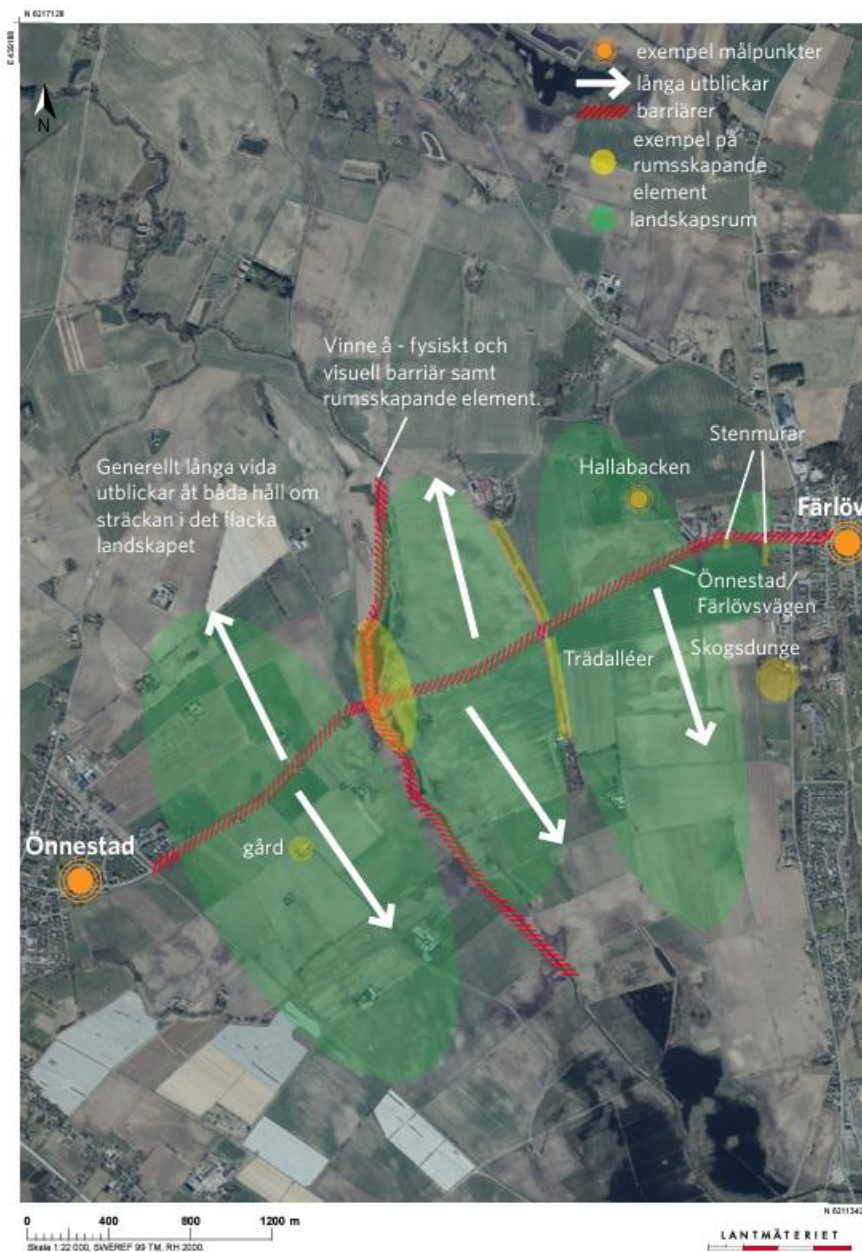 N 6217128
E 439188
N
exempel målpunkter
långa utblickar
barriärer
exempel på
rumsskapande
element
landskapsrum
Vinne å - fysiskt och
visuell barriär samt
rumsskapande element.
Generellt långa vida
utblickar åt båda håll om
sträckan i det flacka
landskapet
Stenmurar
Hallabacken
Färlöv
Önnestad/
Färlövsvägen
Trädalléer
Skogsdunge
Önnestad
gård
0 400 800 1200 m
Skala 1:22 000, SWEREF 99 TM, RH 2000.
LANTMÄTERIET